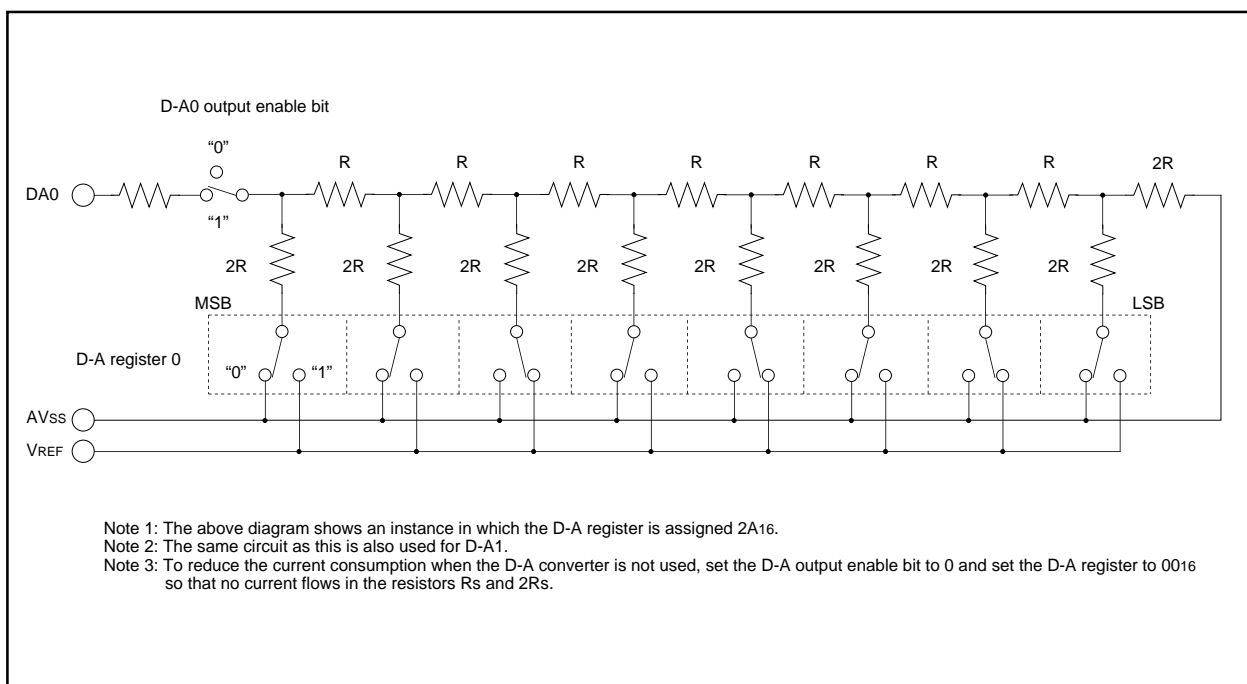 D-A0 output enable bit
“0”
R R R R R R R 2R
DA0
“1”
2R 2R 2R 2R 2R 2R 2R 2R
MSB LSB
D-A register 0
“0” “1”
AVSS
VREF
Note 1: The above diagram shows an instance in which the D-A register is assigned 2A16.
Note 2: The same circuit as this is also used for D-A1.
Note 3: To reduce the current consumption when the D-A converter is not used, set the D-A output enable bit to 0 and set the D-A register to 0016
so that no current flows in the resistors Rs and 2Rs.